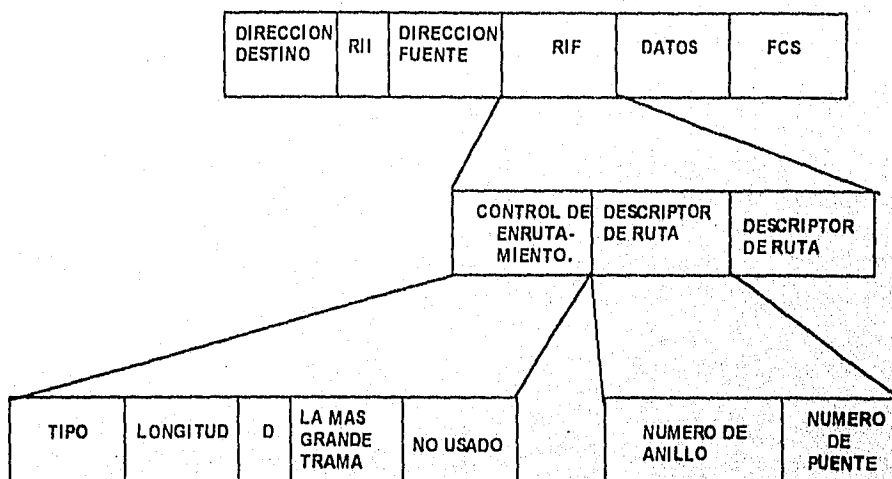 DIRECCION
DESTINO
RII
DIRECCION
FUENTE
RIF
DATOS
FCS
CONTROL DE
ENRUTA-
MIENTO.
DESCRIPTOR
DE RUTA
DESCRIPTOR
DE RUTA
TIPO
LONGITUD
D
LA MAS
GRANDE
TRAMA
NO USADO
NUMERO DE
ANILLO
NUMERO
DE
PUENTE